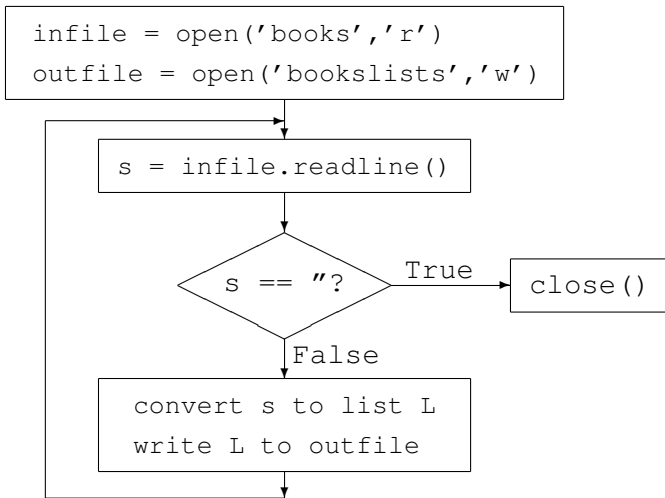 infile = open('books','r')
outfile = open('bookslists','w')
s = infile.readline()
s == ''?
True
close()
False
convert s to list L
write L to outfile